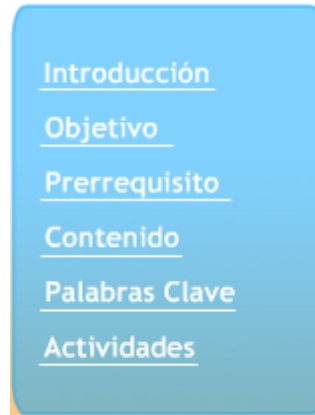 Introducción
Objetivo
Prerrequisito
Contenido
Palabras Clave
Actividades